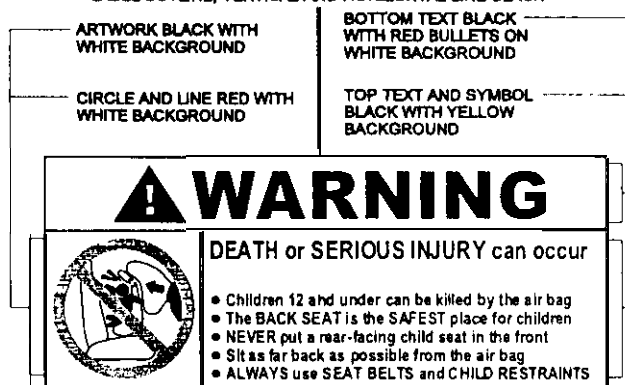 ARTWORK BLACK WITH
WHITE BACKGROUND
CIRCLE AND LINE RED WITH
WHITE BACKGROUND
BOTTOM TEXT BLACK
WITH RED BULLETS ON
WHITE BACKGROUND
TOP TEXT AND SYMBOL
BLACK WITH YELLOW
BACKGROUND
! WARNING
DEATH or SERIOUS INJURY can occur
• Children 12 and under can be killed by the air bag
• The BACK SEAT is the SAFEST place for children
• NEVER put a rear-facing child seat in the front
• Sit as far back as possible from the air bag
• ALWAYS use SEAT BELTS and CHILD RESTRAINTS